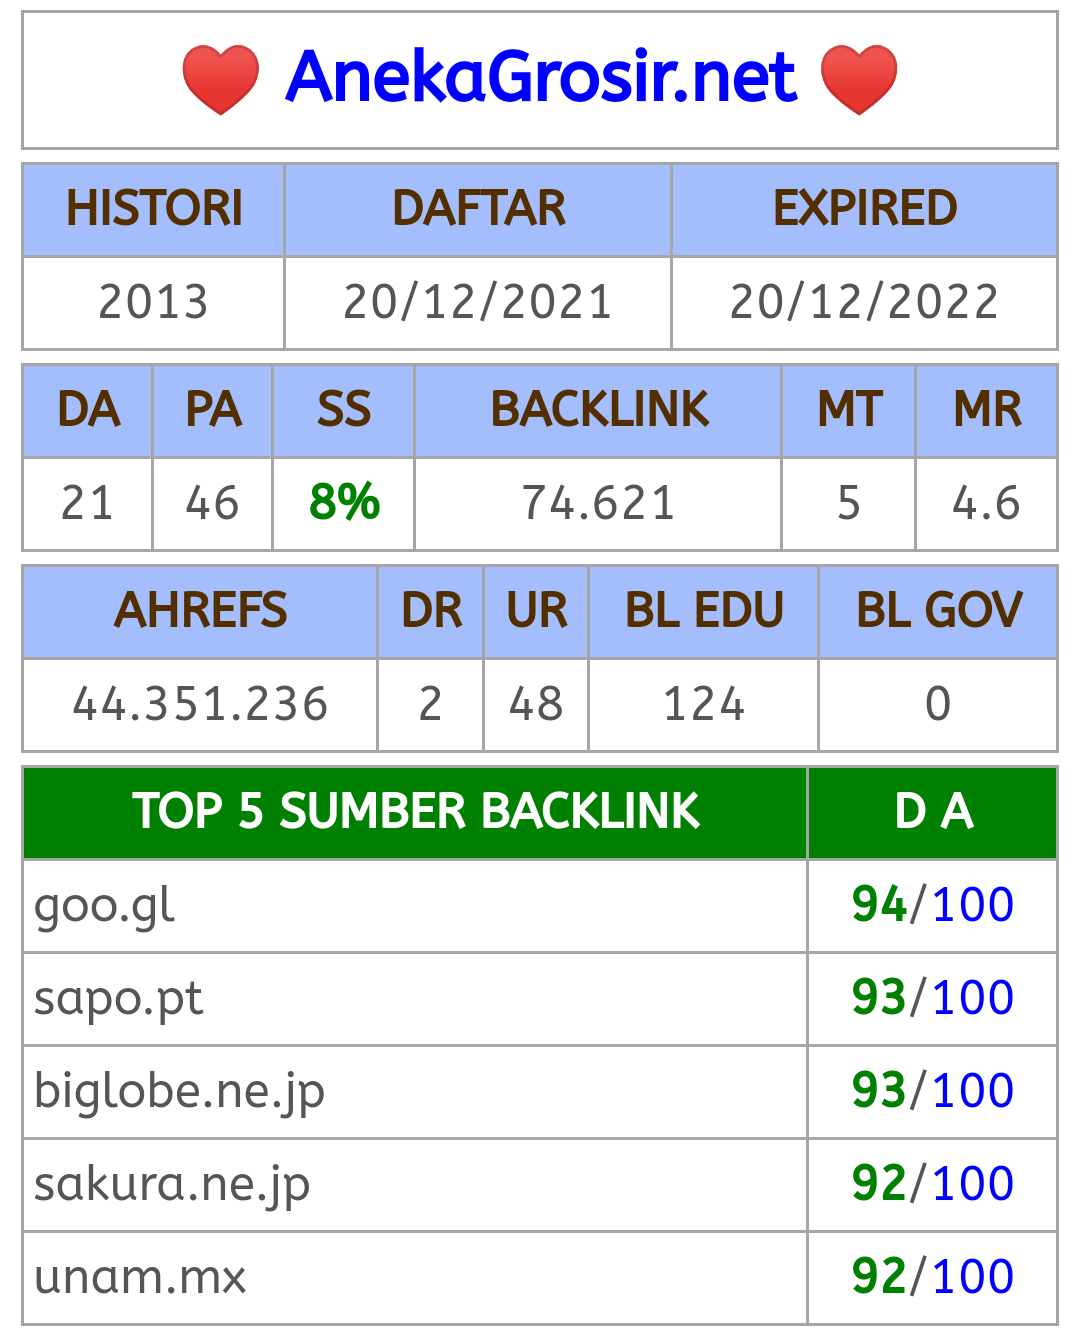 AnekaGrosir.net
HISTORI DAFTAR EXPIRED
2013 20/12/2021 20/12/2022
DA PA SS BACKLINK MT MR
21 46 8% 74.621 5 4.6
AHREFS DR UR BL EDU BL GOV
44.351.236 2 48 124 0
TOP 5 SUMBER BACKLINK D A
goo.gl 94/100
sapo.pt 93/100
biglobe.ne.jp 93/100
sakura.ne.jp 92/100
unam.mx 92/100